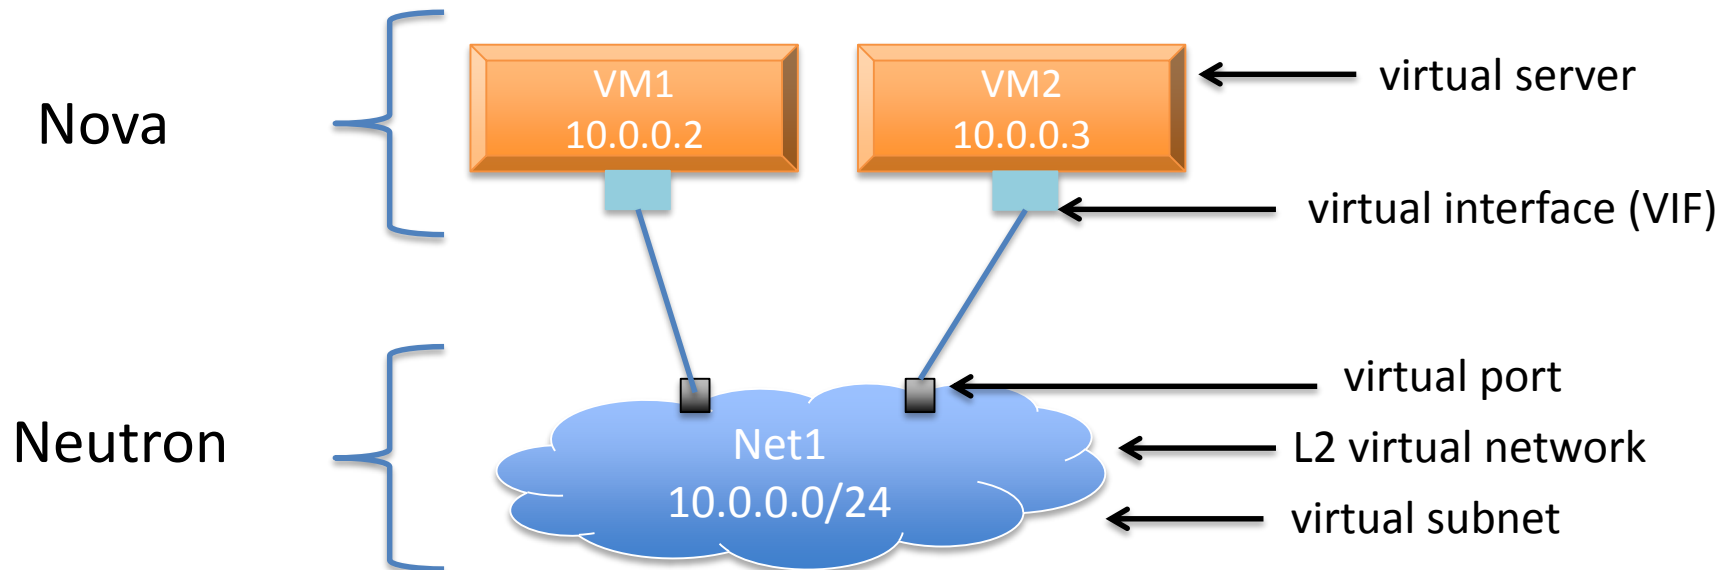 Nova
VM1
10.0.0.2
VM2
10.0.0.3
virtual server
virtual interface (VIF)
Neutron
Net1
10.0.0.0/24
virtual port
L2 virtual network
virtual subnet